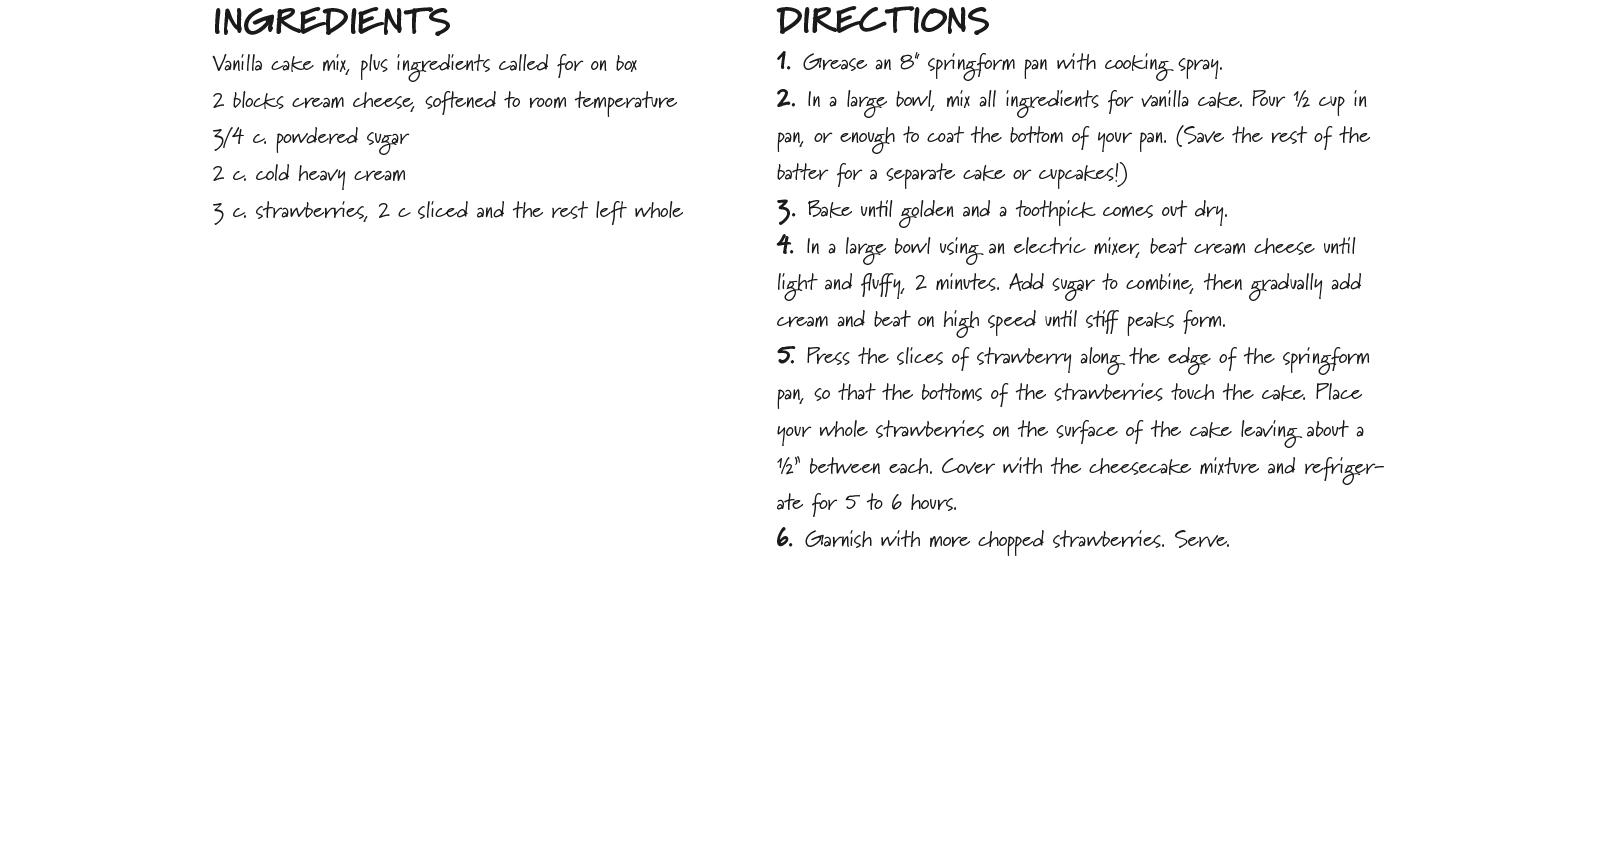 INGREDIENTS
Vanilla cake mix, plus ingredients called for on box
2 blocks cream cheese, softened to room temperature
3/4 c. powdered sugar
2 c. cold heavy cream
3 c. strawberries, 2 c sliced and the rest left whole
DIRECTIONS
1. Grease an 8" springform pan with cooking spray.
2. In a large bowl, mix all ingredients for vanilla cake. Pour ½ cup in
pan, or enough to coat the bottom of your pan. (Save the rest of the
batter for a separate cake or cupcakes!)
3. Bake until golden and a toothpick comes out dry.
4. In a large bowl using an electric mixer, beat cream cheese until
light and fluffy, 2 minutes. Add sugar to combine, then gradually add
cream and beat on high speed until stiff peaks form.
5. Press the slices of strawberry along the edge of the springform
pan, so that the bottoms of the strawberries touch the cake. Place
your whole strawberries on the surface of the cake leaving about a
½" between each. Cover with the cheesecake mixture and refriger-
ate for 5 to 6 hours.
6. Garnish with more chopped strawberries. Serve.